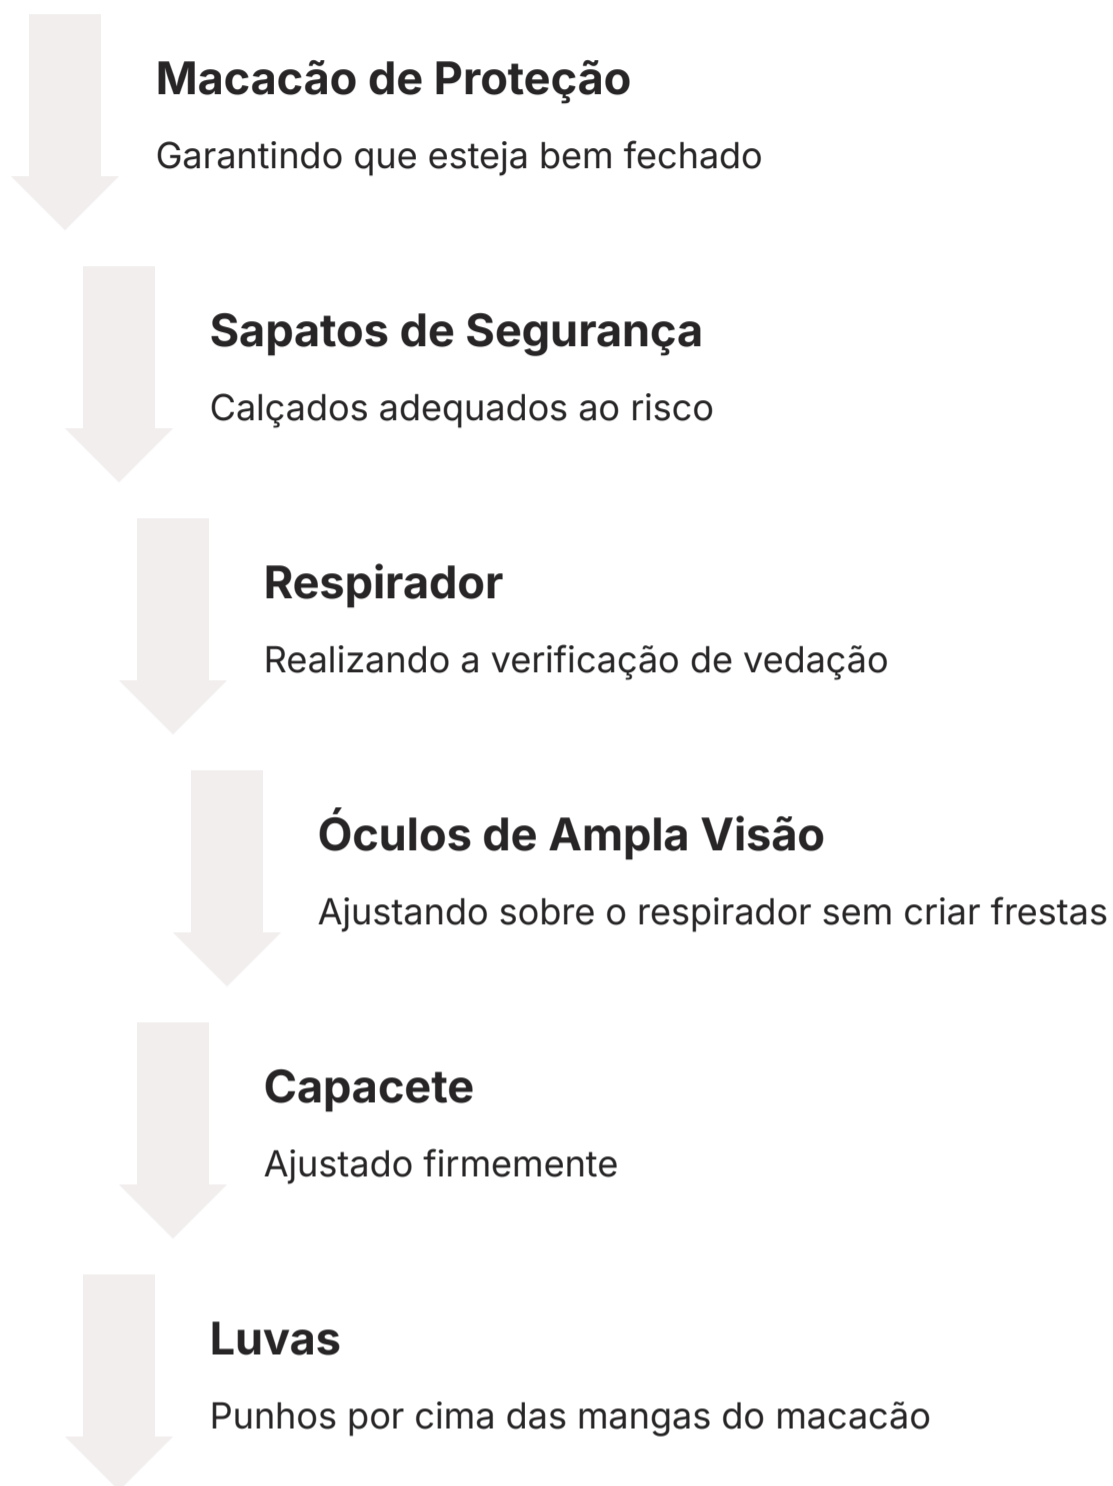 Macacão de Proteção
Garantindo que esteja bem fechado
Sapatos de Segurança
Calçados adequados ao risco
Respirador
Realizando a verificação de vedação
Óculos de Ampla Visão
Ajustando sobre o respirador sem criar frestas
Capacete
Ajustado firmemente
Luvas
Punhos por cima das mangas do macacão